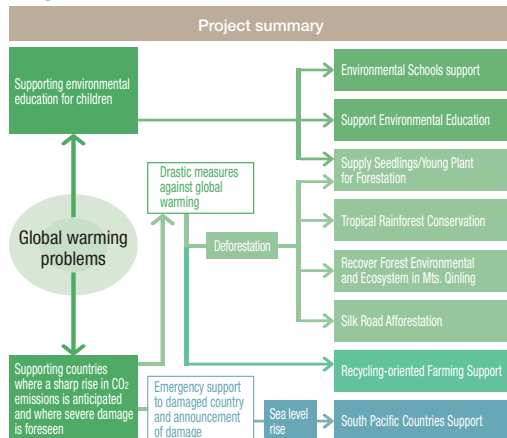 Project summary
Supporting environmental
education for children
Environmental Schools support
Support Environmental Education
Supply Seedlings/Young Plant
for Forestation
Drastic measures
against global
warming
Tropical Rainforest Conservation
Global warming
problems
Deforestation
Recover Forest Environmental
and Ecosystem in Mts. Qinling
Silk Road Afforestation
Supporting countries
where a sharp rise in CO₂
emissions is anticipated
and where severe damage
is foreseen
Recycling-oriented Farming Support
Emergency support
to damaged country
and announcement
of damage
Sea level
rise
South Pacific Countries Support